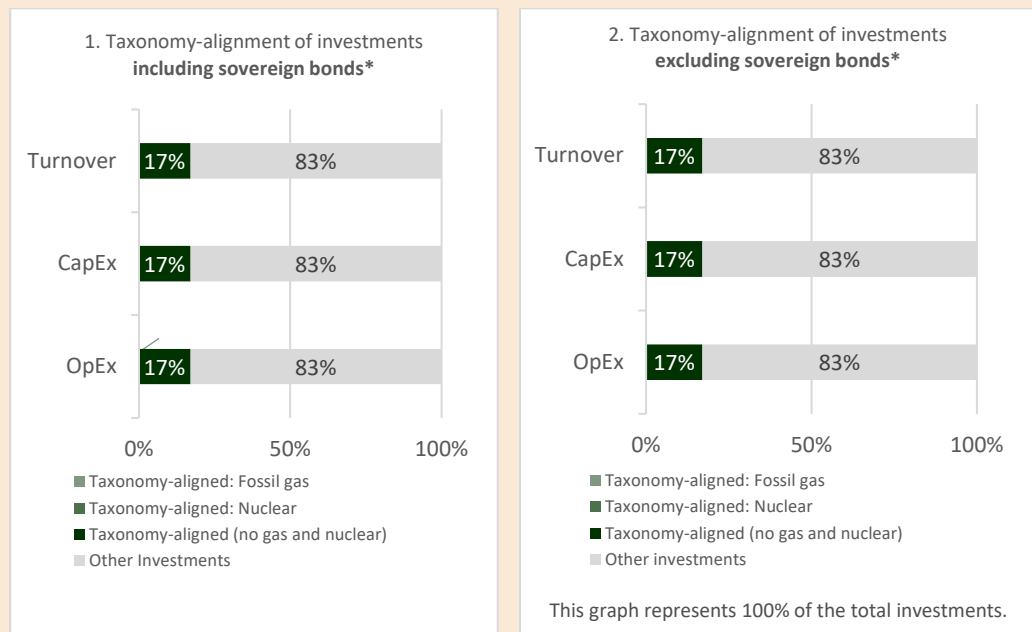 1. Taxonomy-alignment of investments
including sovereign bonds*
Turnover
17%
83%
CapEx
17%
83%
OpEx
17%
83%
0%
50%
100%
Taxonomy-aligned: Fossil gas
Taxonomy-aligned: Nuclear
Taxonomy-aligned (no gas and nuclear)
Other Investments
2. Taxonomy-alignment of investments
excluding sovereign bonds*
Turnover
17%
83%
CapEx
17%
83%
OpEx
17%
83%
0%
50%
100%
Taxonomy-aligned: Fossil gas
Taxonomy-aligned: Nuclear
Taxonomy-aligned (no gas and nuclear)
Other investments
This graph represents 100% of the total investments.